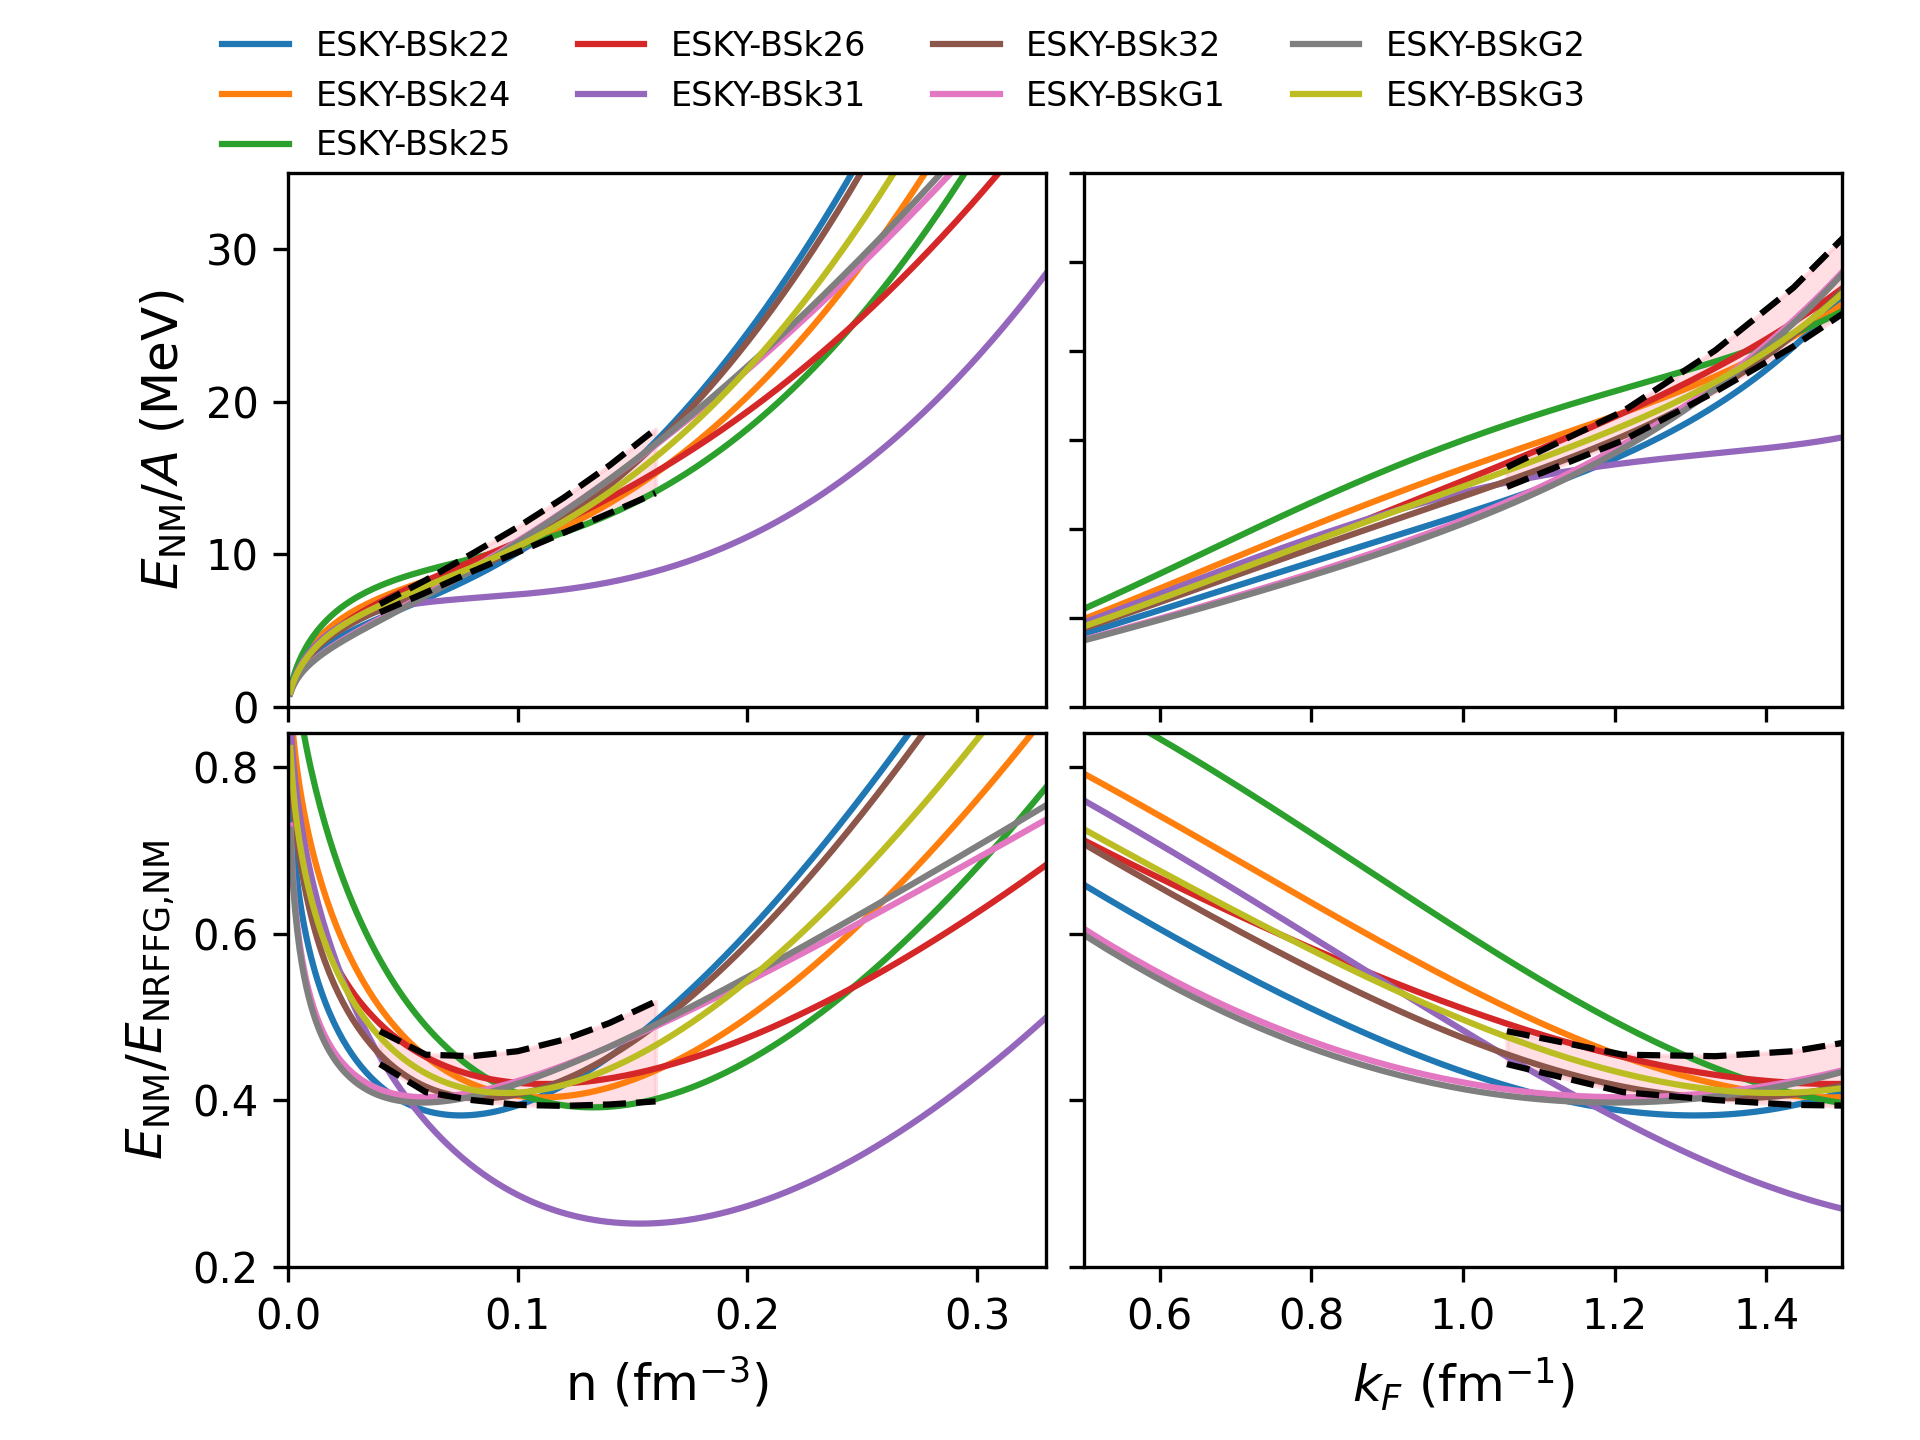 ESKY-BSk22 ESKY-BSk26 ESKY-BSk32 ESKY-BSkG2
ESKY-BSk24 ESKY-BSk31 ESKY-BSkG1 ESKY-BSkG3
ESKY-BSk25
E_NM/A (MeV)
30
20
10
0
E_NM/E_NRFFG,NM
0.8
0.6
0.4
0.2
0.0 0.1 0.2 0.3
n (fm⁻³)
0.6 0.8 1.0 1.2 1.4
k_F (fm⁻¹)